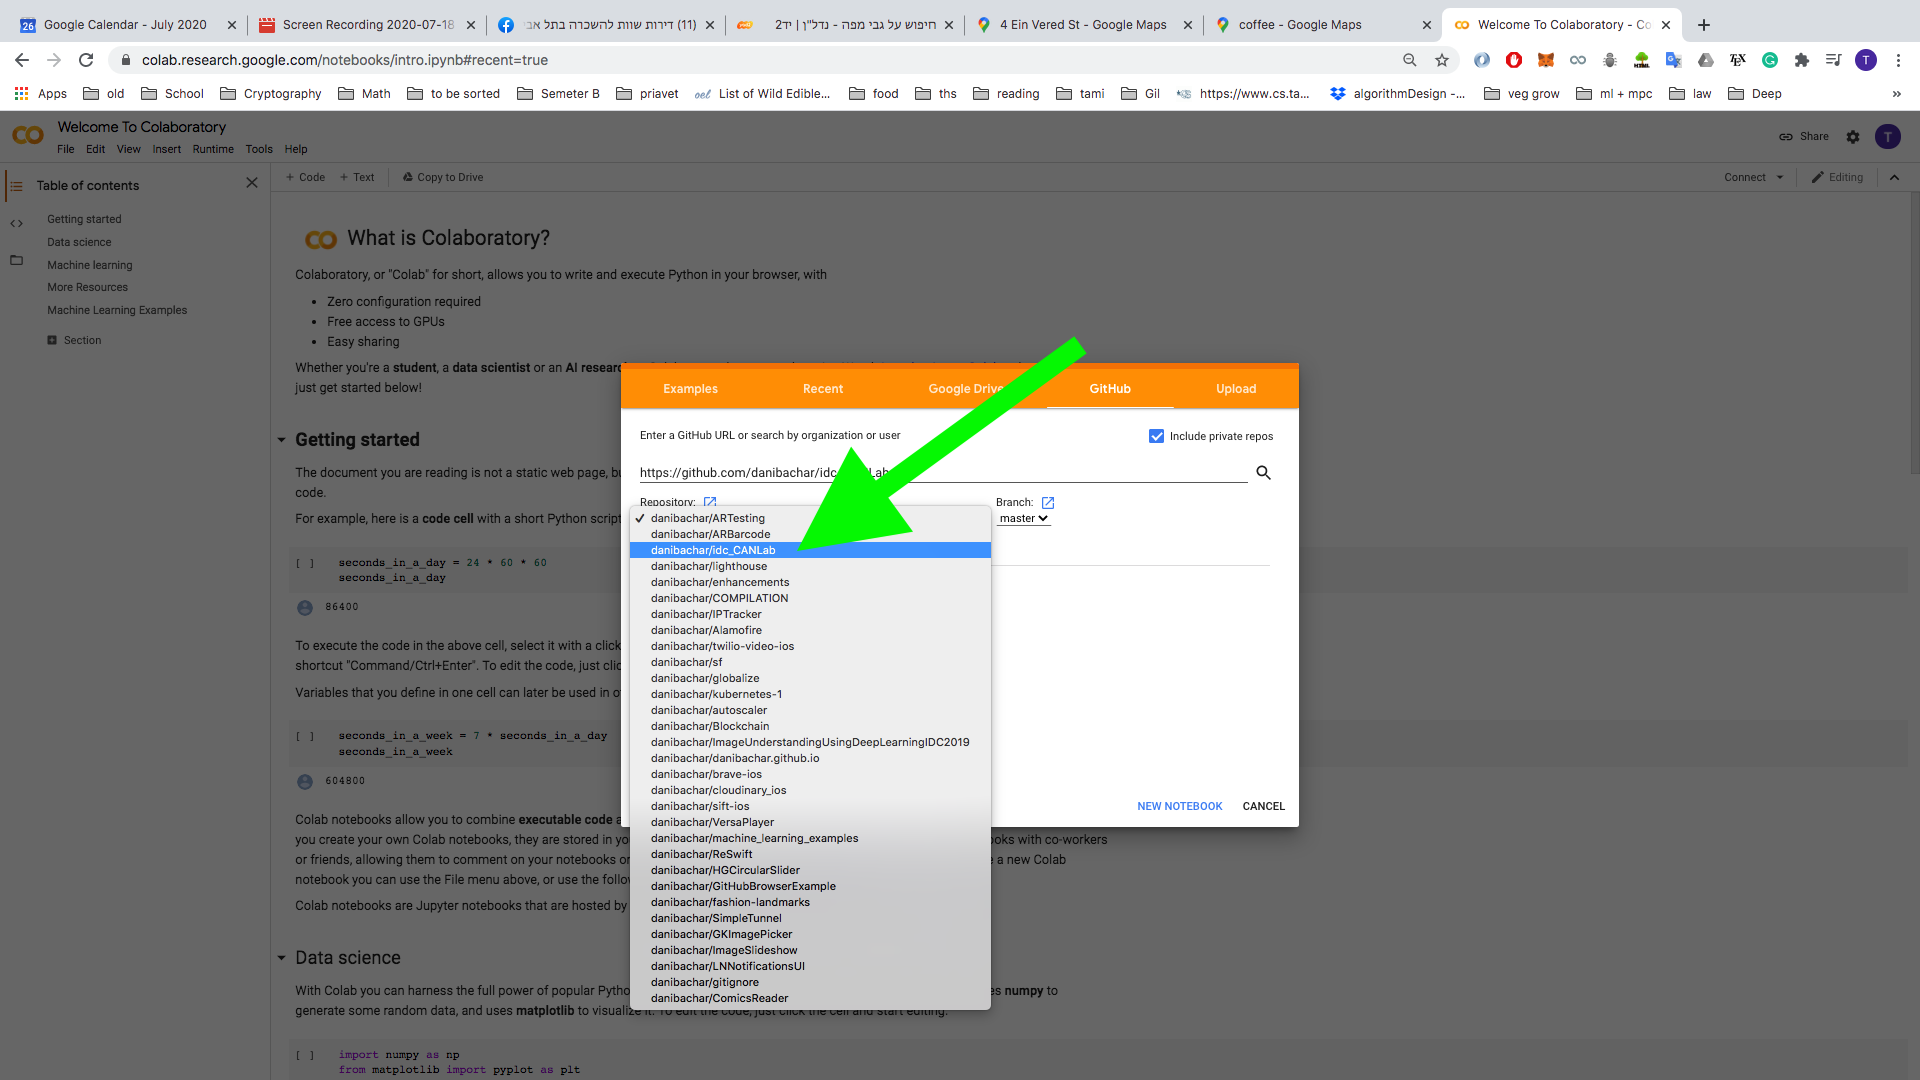 Google Calendar - July 2020
Screen Recording 2020-07-18
(11) דירות שוות להשכרה בתל אבי
חיפוש על גבי מפה - נדל"ן | יד2
4 Ein Vered St - Google Maps
coffee - Google Maps
Welcome To Colaboratory - Co
colab.research.google.com/notebooks/intro.ipynb#recent=true
Apps old School Cryptography Math to be sorted Semeter B priavet List of Wild Edible... food ths reading tami Gil https://www.cs.ta... algorithmDesign -... veg grow ml + mpc law Deep »
Welcome To Colaboratory
Share T
File Edit View Insert Runtime Tools Help
Table of contents
+ Code + Text Copy to Drive
Connect Editing
Getting started
Data science
Machine learning
More Resources
Machine Learning Examples
Section
What is Colaboratory?
Colaboratory, or "Colab" for short, allows you to write and execute Python in your browser, with
• Zero configuration required
• Free access to GPUs
• Easy sharing
Whether you're a student, a data scientist or an AI researc
just get started below!
Getting started
The document you are reading is not a static web page, bu
code.
For example, here is a code cell with a short Python script
[ ] seconds_in_a_day = 24 * 60 * 60
seconds_in_a_day
86400
To execute the code in the above cell, select it with a click
shortcut "Command/Ctrl+Enter". To edit the code, just clic
Variables that you define in one cell can later be used in o
[ ] seconds_in_a_week = 7 * seconds_in_a_day
seconds_in_a_week
604800
Colab notebooks allow you to combine executable code a
you create your own Colab notebooks, they are stored in yo
ooks with co-workers
or friends, allowing them to comment on your notebooks or
e a new Colab
notebook you can use the File menu above, or use the follo
Colab notebooks are Jupyter notebooks that are hosted by
Data science
With Colab you can harness the full power of popular Pytho
es numpy to
generate some random data, and uses matplotlib to visualize it. To edit the code, just click the cell and start editing.
[ ] import numpy as np
from matplotlib import pyplot as plt
Examples Recent Google Drive GitHub Upload
Enter a GitHub URL or search by organization or user
Include private repos
https://github.com/danibachar/idc
Lab
Repository:
Branch:
master
✓ danibachar/ARTesting
danibachar/ARBarcode
danibachar/idc_CANLab
danibachar/lighthouse
danibachar/enhancements
danibachar/COMPILATION
danibachar/IPTracker
danibachar/Alamofire
danibachar/twilio-video-ios
danibachar/sf
danibachar/globalize
danibachar/kubernetes-1
danibachar/autoscaler
danibachar/Blockchain
danibachar/ImageUnderstandingUsingDeepLearningIDC2019
danibachar/danibachar.github.io
danibachar/brave-ios
danibachar/cloudinary_ios
danibachar/sift-ios
danibachar/VersaPlayer
danibachar/machine_learning_examples
danibachar/ReSwift
danibachar/HGCircularSlider
danibachar/GitHubBrowserExample
danibachar/fashion-landmarks
danibachar/SimpleTunnel
danibachar/GKImagePicker
danibachar/ImageSlideshow
danibachar/LNNotificationsUI
danibachar/gitignore
danibachar/ComicsReader
NEW NOTEBOOK CANCEL